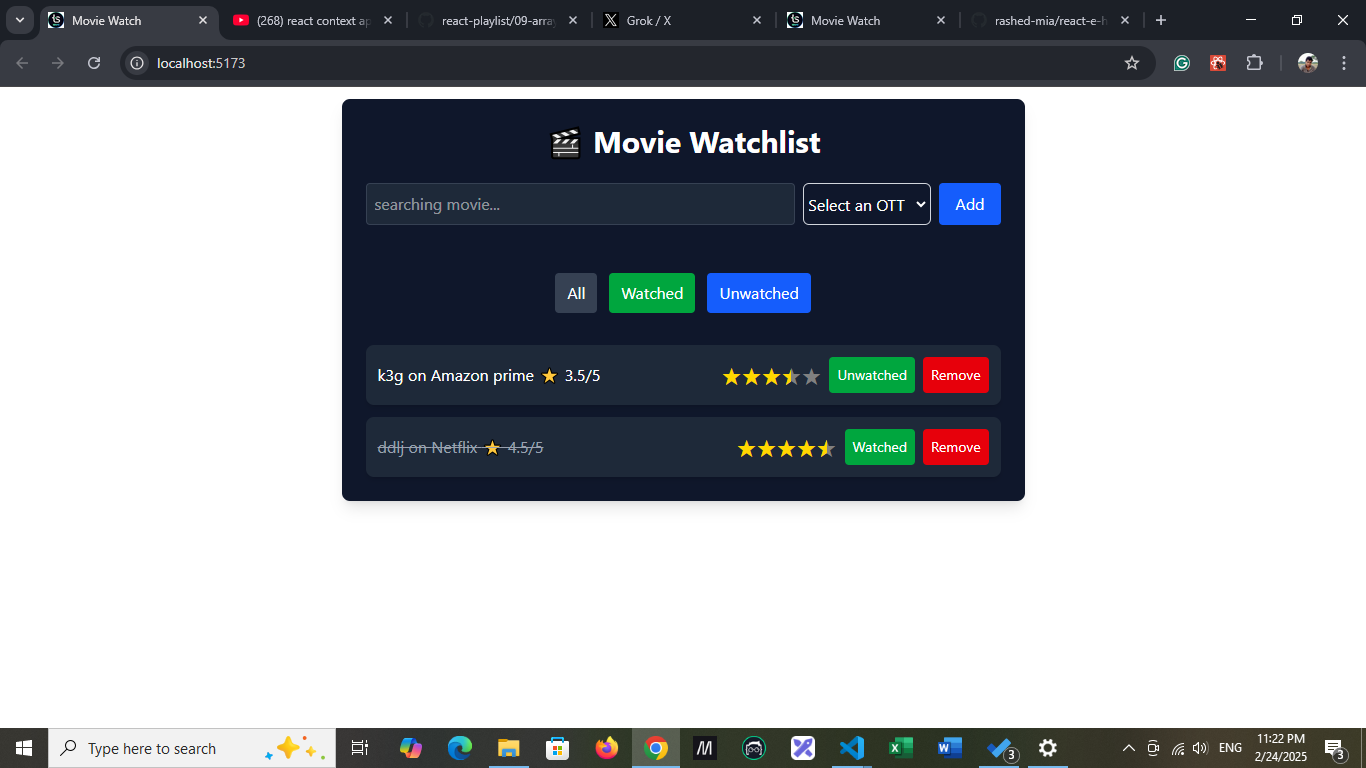 Movie Watch
(268) react context ap
react-playlist/09-array
Grok / X
Movie Watch
rashed-mia/react-e-h
localhost:5173
🎬 Movie Watchlist
searching movie... Select an OTT Add
All Watched Unwatched
k3g on Amazon prime ⭐ 3.5/5 Unwatched Remove
ddlj on Netflix ⭐ 4.5/5 Watched Remove
Type here to search
3
ENG
11:22 PM
2/24/2025
3